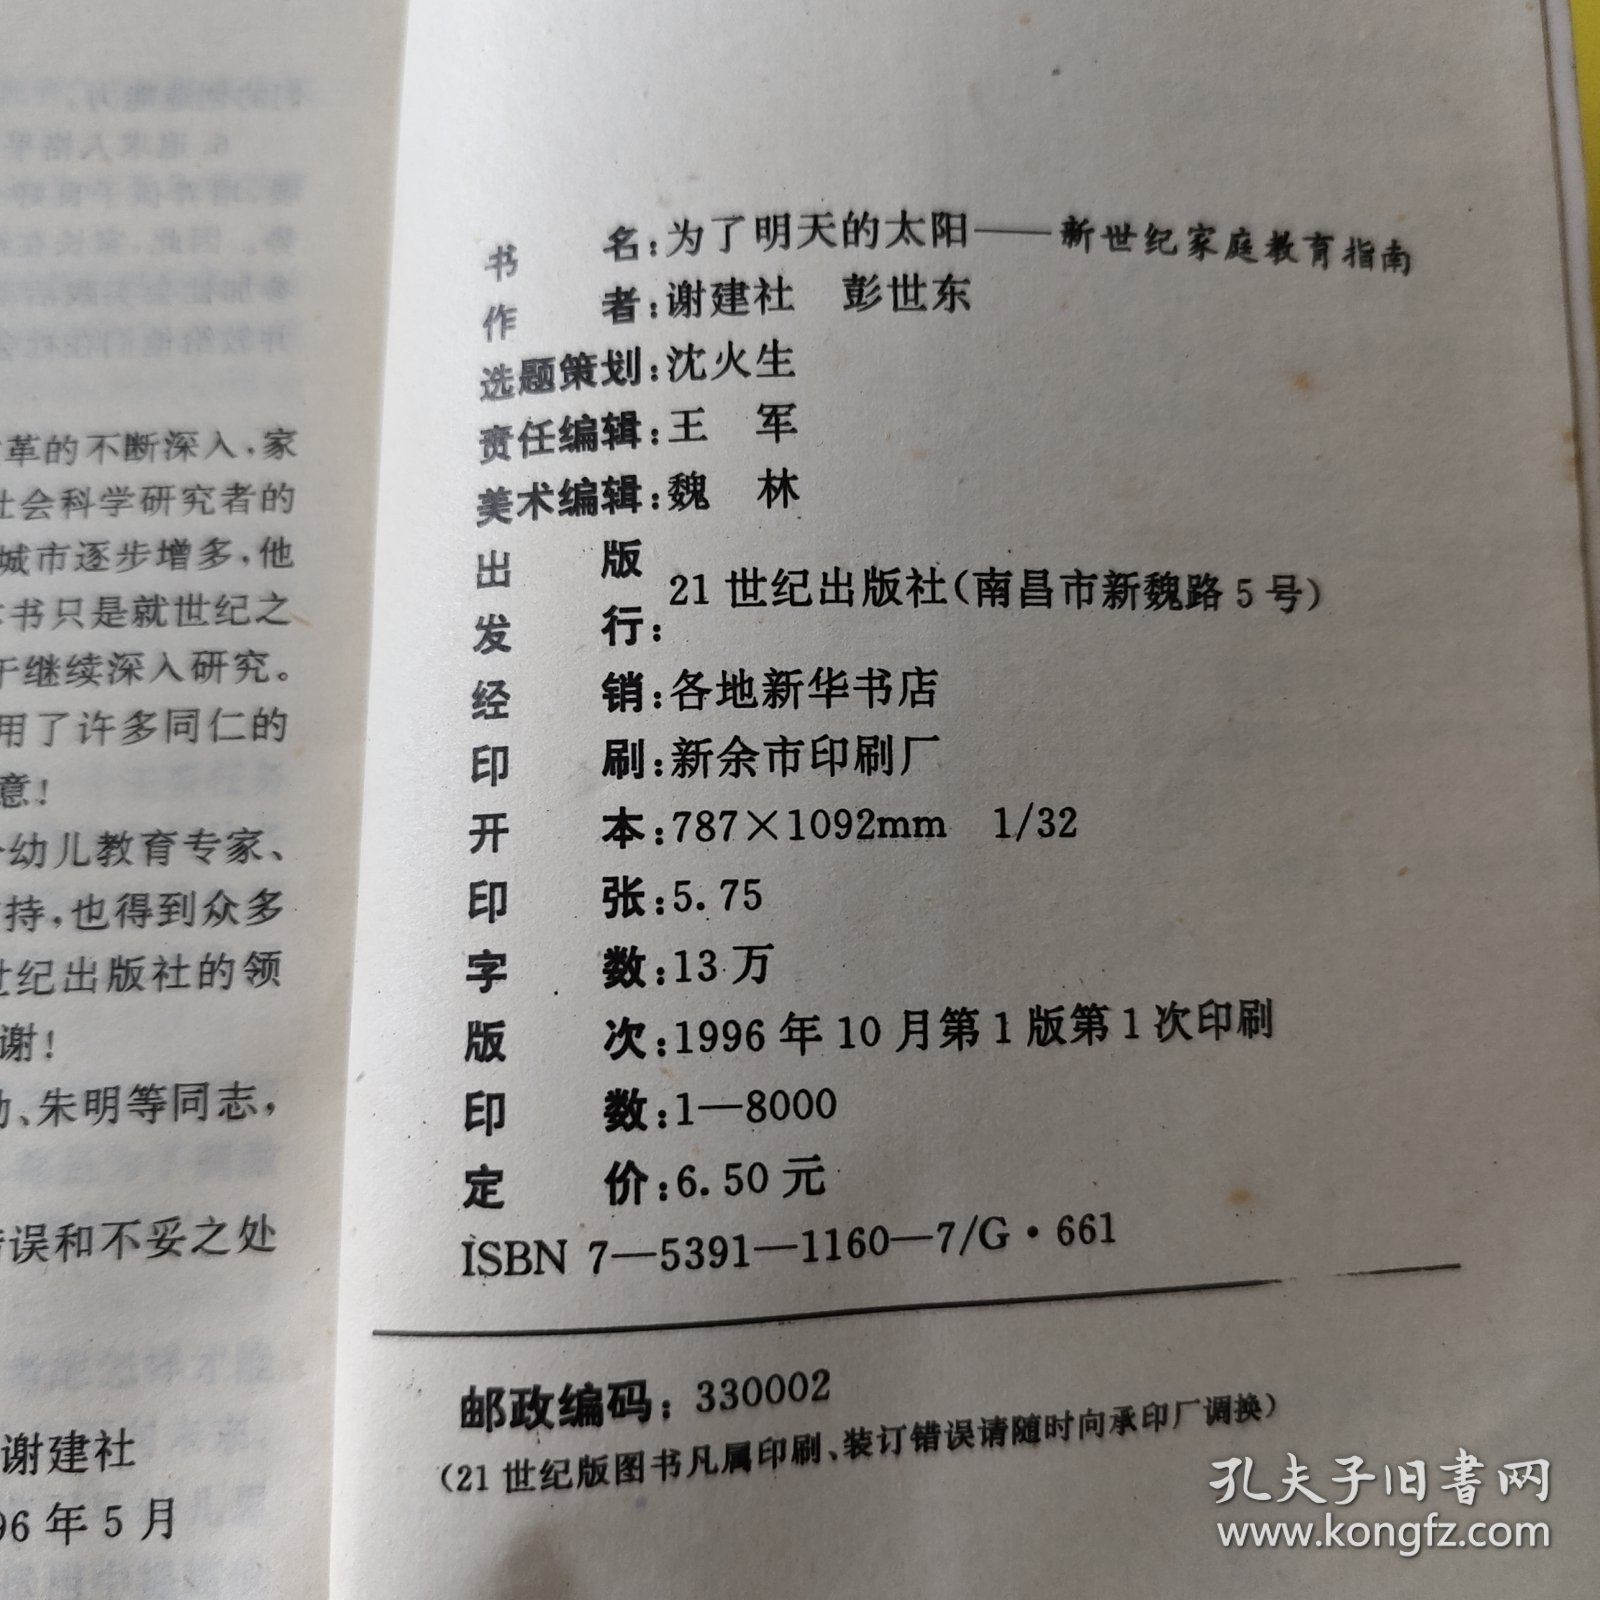 革的不断深入,家
社会科学研究者的
城市逐步增多,他
书只是就世纪之
于继续深入研究。
用了许多同仁的
意!
幼儿教育专家、
持,也得到众多
世纪出版社的领
谢!
、朱明等同志,
错误和不妥之处
谢建社
96年5月
书 名:为了明天的太阳——新世纪家庭教育指南
作 者:谢建社 彭世东
选题策划:沈火生
责任编辑:王 军
美术编辑:魏 林
出 版
发 行:21世纪出版社(南昌市新魏路5号)
经 销:各地新华书店
印 刷:新余市印刷厂
开 本:787×1092mm 1/32
印 张:5.75
字 数:13万
版 次:1996年10月第1版第1次印刷
印 数:1—8000
定 价:6.50元
ISBN 7—5391—1160—7/G·661
邮政编码:330002
(21世纪版图书凡属印刷、装订错误请随时向承印厂调换)
孔夫子旧书网
www.kongfz.com